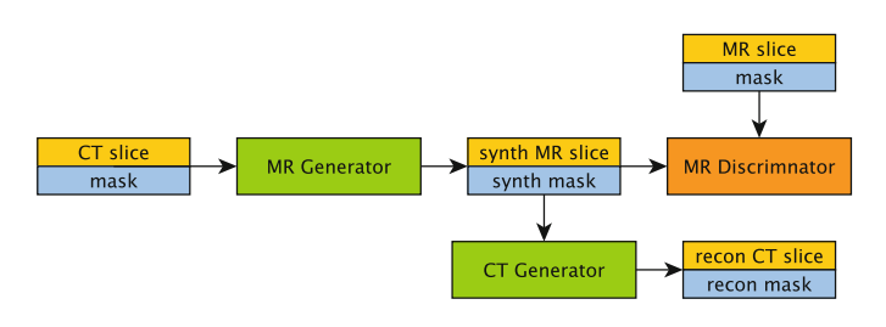 MR slice
mask
CT slice
mask
MR Generator
synth MR slice
synth mask
MR Discrimnator
CT Generator
recon CT slice
recon mask